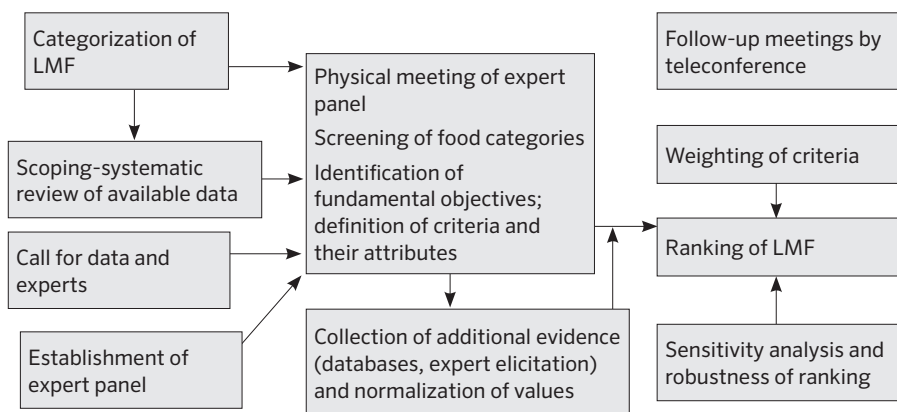 Categorization of
LMF
Scoping-systematic
review of available data
Call for data and
experts
Establishment of
expert panel
Physical meeting of expert
panel
Screening of food categories
Identification of
fundamental objectives;
definition of criteria and
their attributes
Collection of additional evidence
(databases, expert elicitation)
and normalization of values
Follow-up meetings by
teleconference
Weighting of criteria
Ranking of LMF
Sensitivity analysis and
robustness of ranking